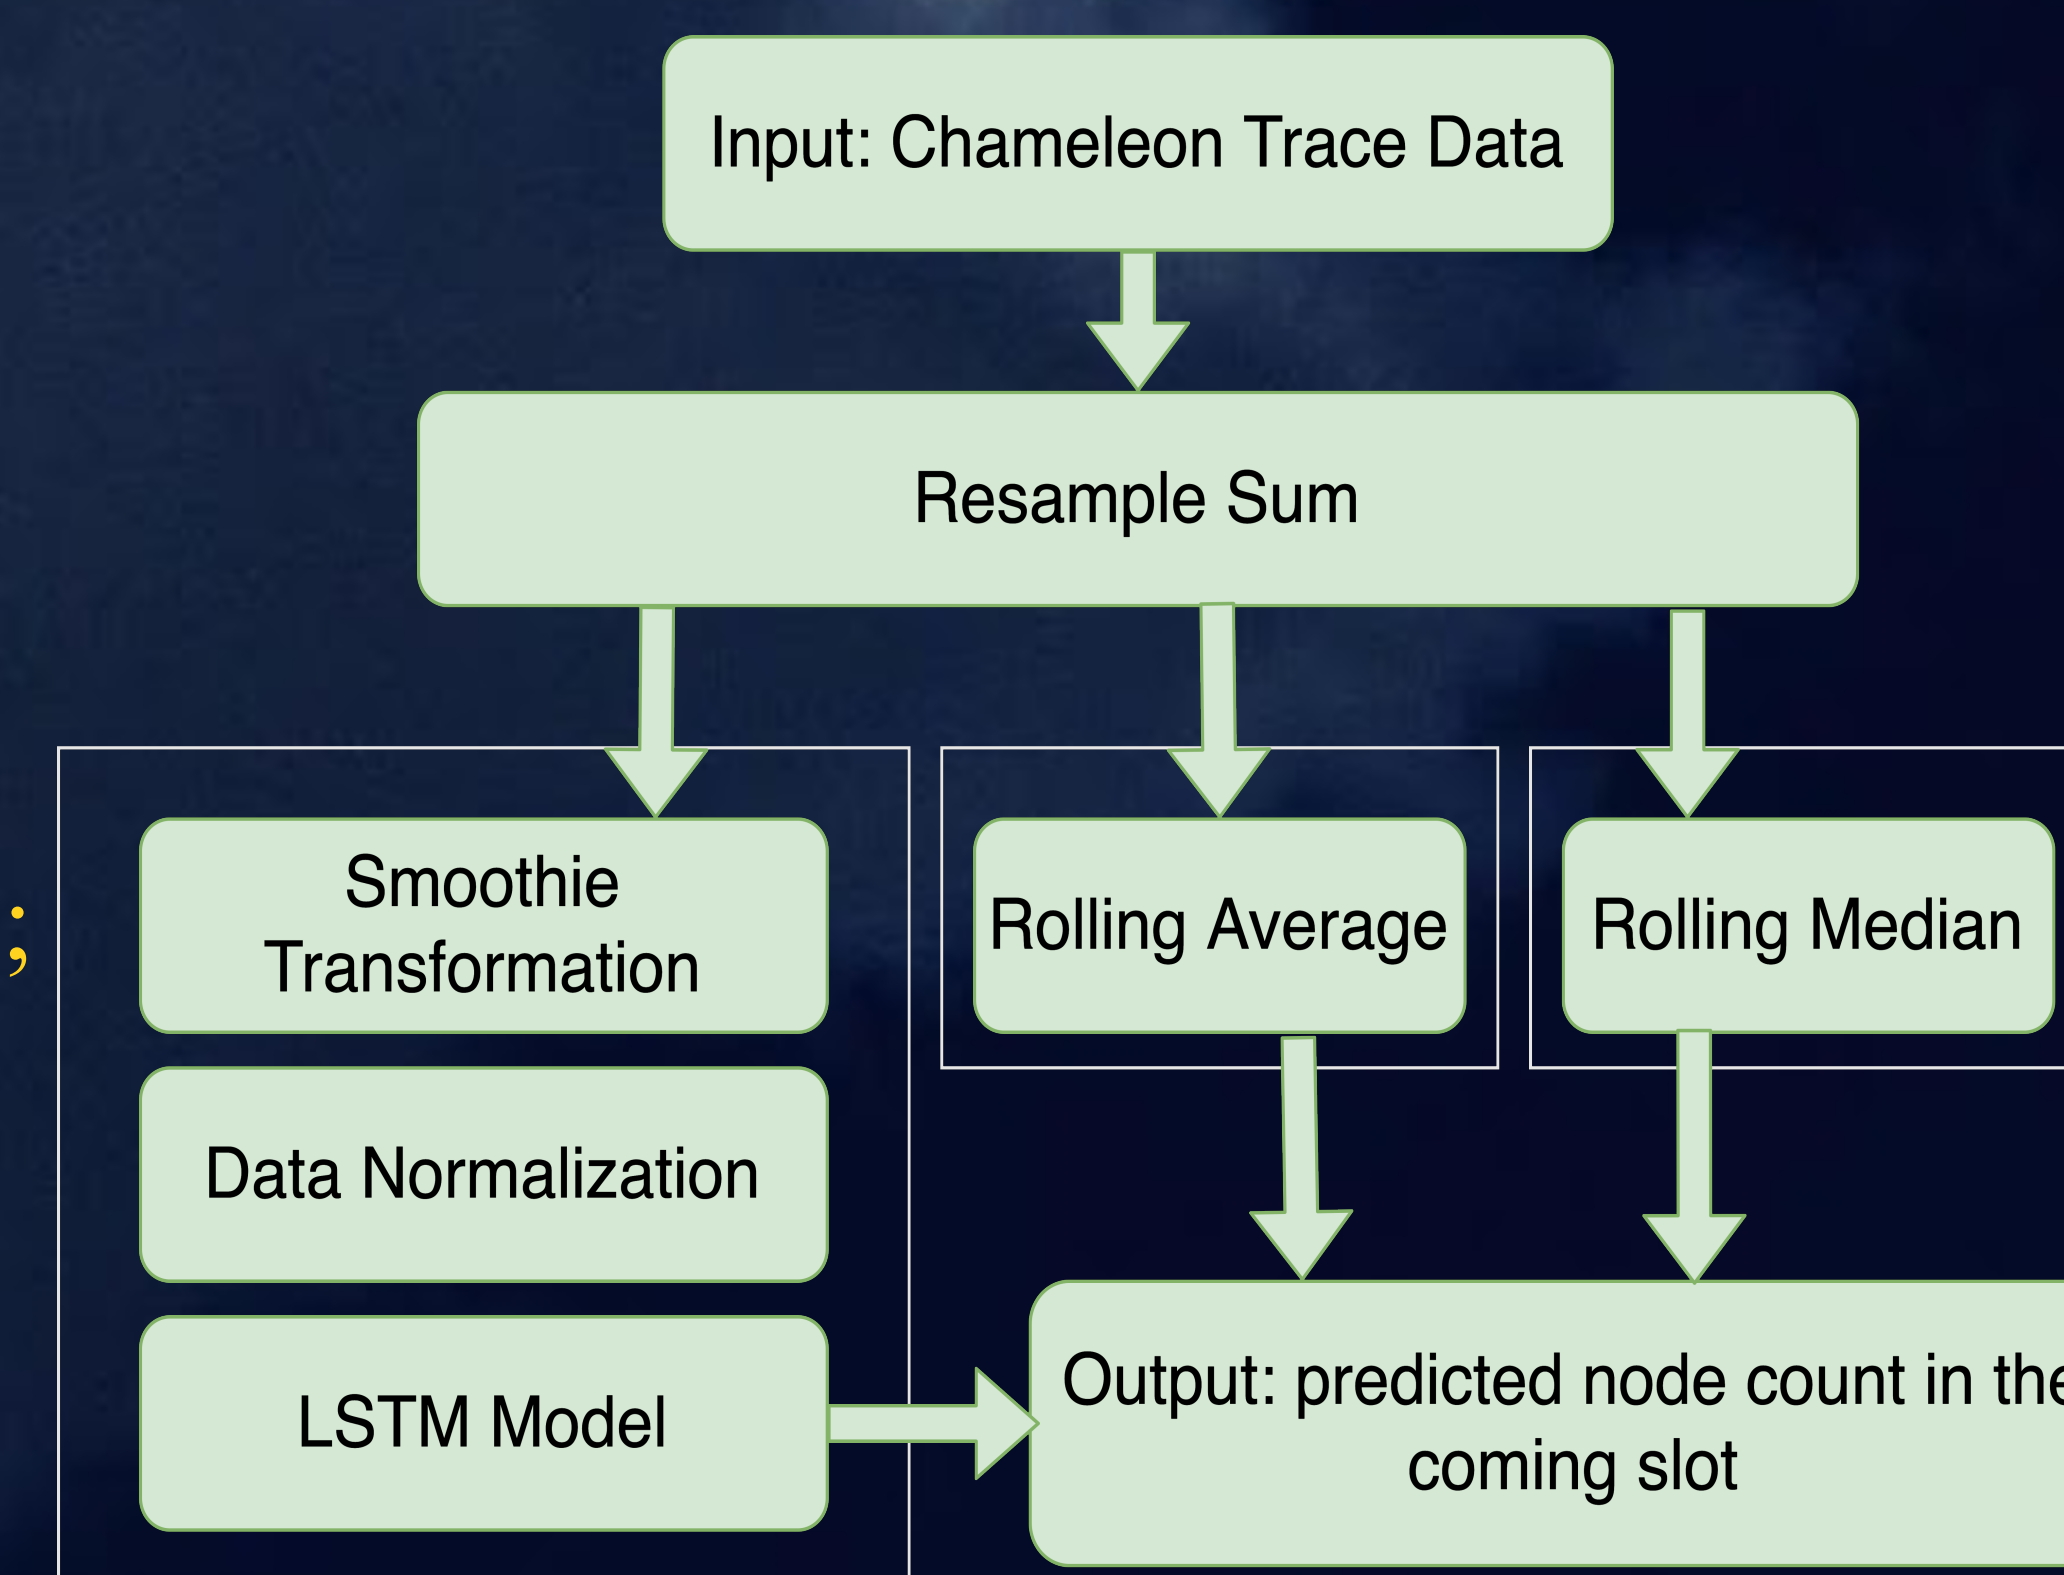 Input: Chameleon Trace Data
Resample Sum
Smoothie
Transformation
Rolling Average
Rolling Median
;
Data Normalization
LSTM Model
Output: predicted node count in the
coming slot